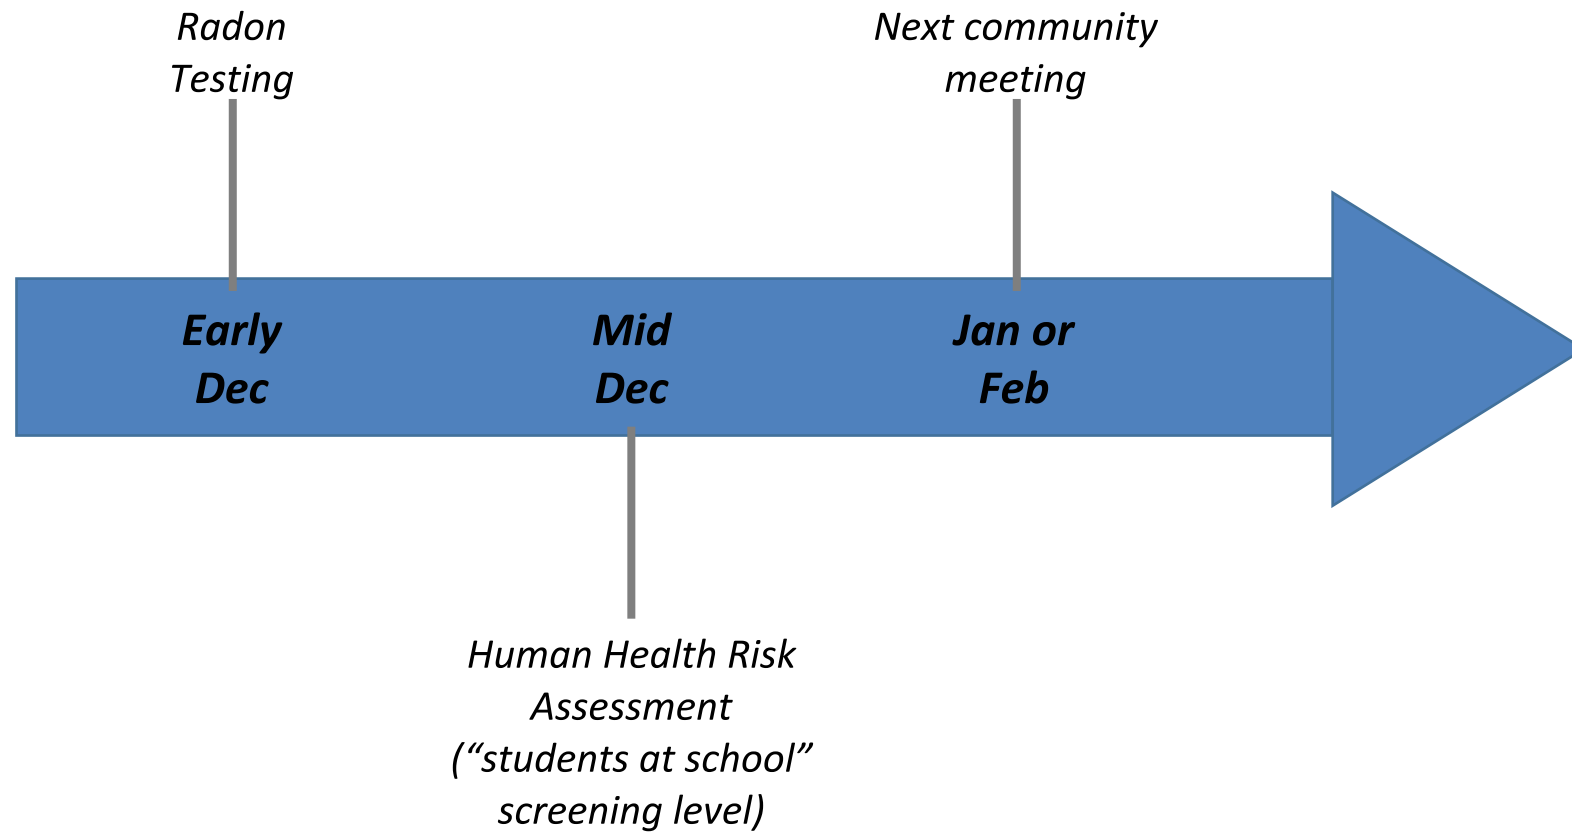 Radon
Testing
Next community
meeting
Early
Dec
Mid
Dec
Jan or
Feb
Human Health Risk
Assessment
(“students at school”
screening level)